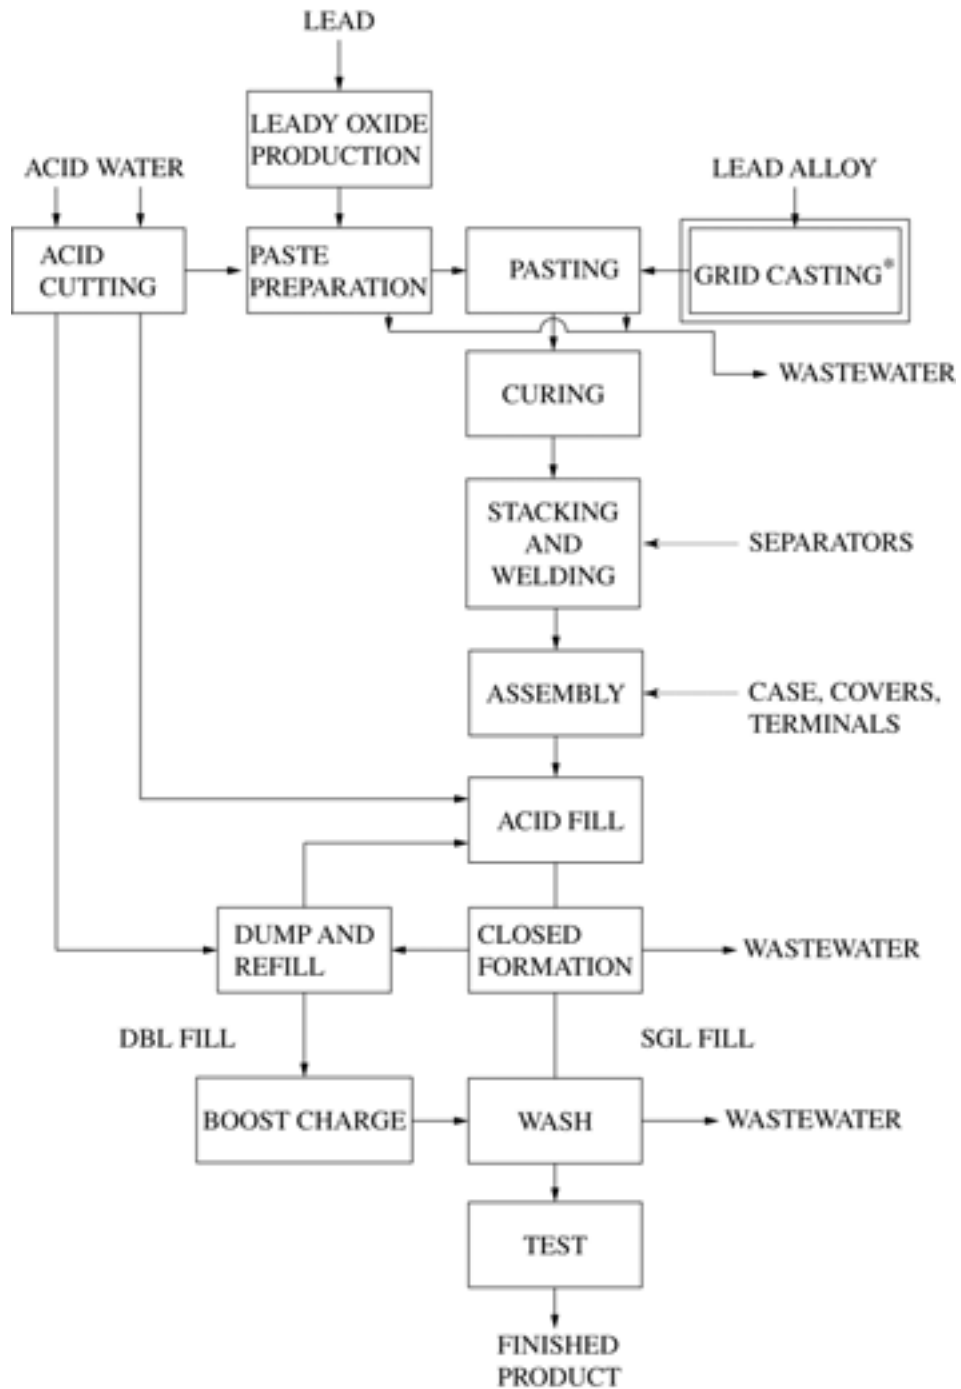 LEAD
LEADY OXIDE
PRODUCTION
ACID WATER
LEAD ALLOY
ACID
CUTTING
PASTE
PREPARATION
PASTING
GRID CASTING®
WASTEWATER
CURING
STACKING
AND
WELDING
SEPARATORS
ASSEMBLY
CASE, COVERS,
TERMINALS
ACID FILL
DUMP AND
REFILL
CLOSED
FORMATION
WASTEWATER
DBL FILL
SGL FILL
BOOST CHARGE
WASH
WASTEWATER
TEST
FINISHED
PRODUCT